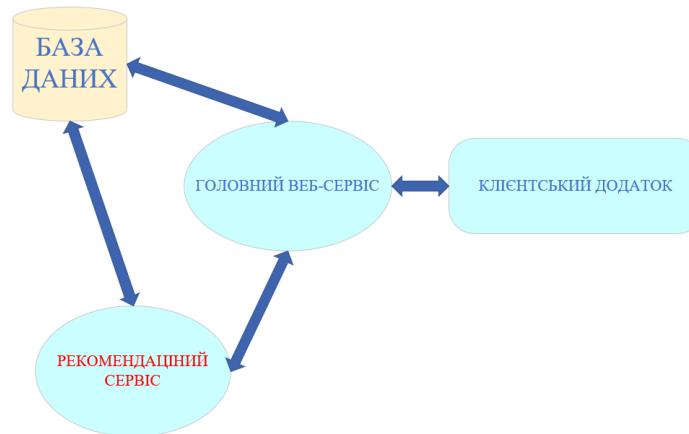 БАЗА
ДАНИХ
ГОЛОВНИЙ ВЕБ-СЕРВІС
КЛІЄНТСЬКИЙ ДОДАТОК
РЕКОМЕНДАЦІНИЙ
СЕРВІС